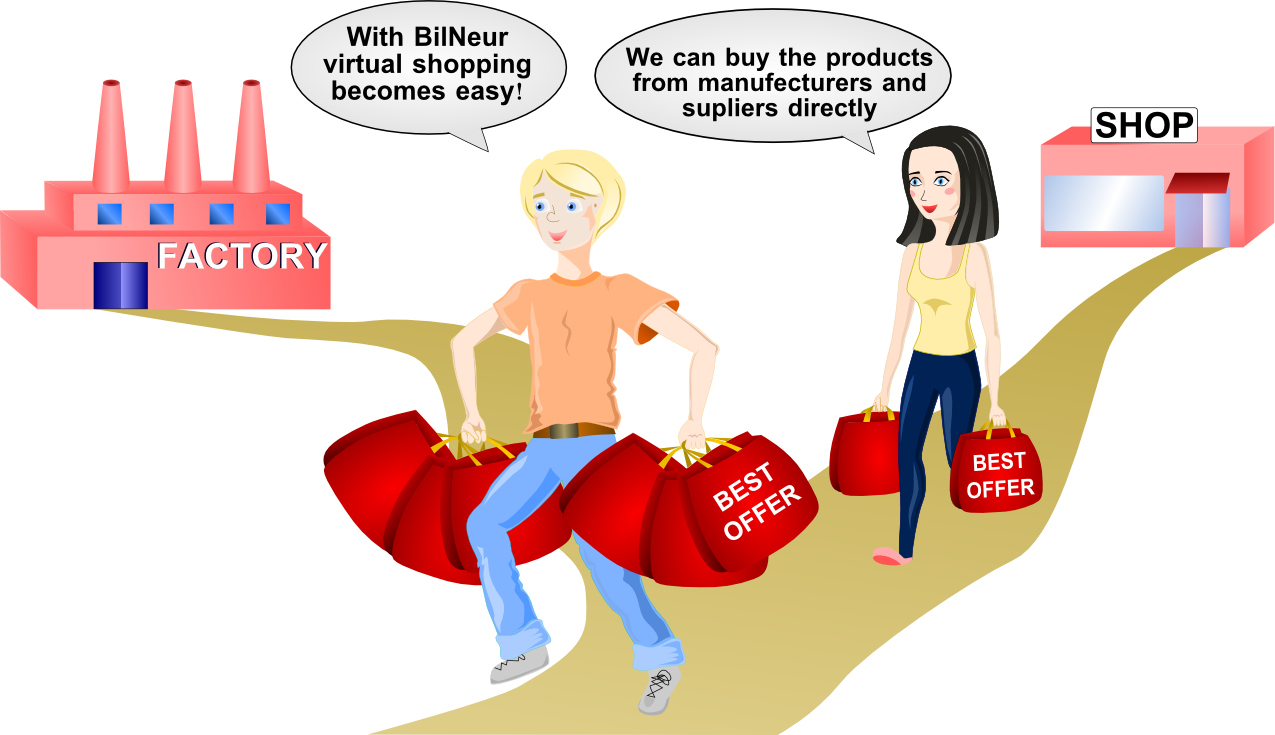 With BilNeur
virtual shopping
becomes easy!
We can buy the products
from manufecturers and
supliers directly
SHOP
FACTORY
BEST
OFFER
BEST
OFFER